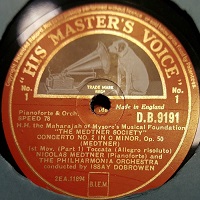 "HIS MASTER'S VOICE"
TRADE MARK
No. 1
No. 1
Made in England
Pianoforte & Orch.
SPEED 78
D.B.9191
H.H. the Maharajah of Mysore's Musical Foundation
"THE MEDTNER SOCIETY"
CONCERTO NO. 2 IN C MINOR, Op. 50
(MEDTNER)
1st Mov. (Part 1) Toccata (Allegro risoluto)
NICOLAS MEDTNER (Pianoforte) and
THE PHILHARMONIA ORCHESTRA
conducted by ISSAY DOBROWEN
B.I.E.M.